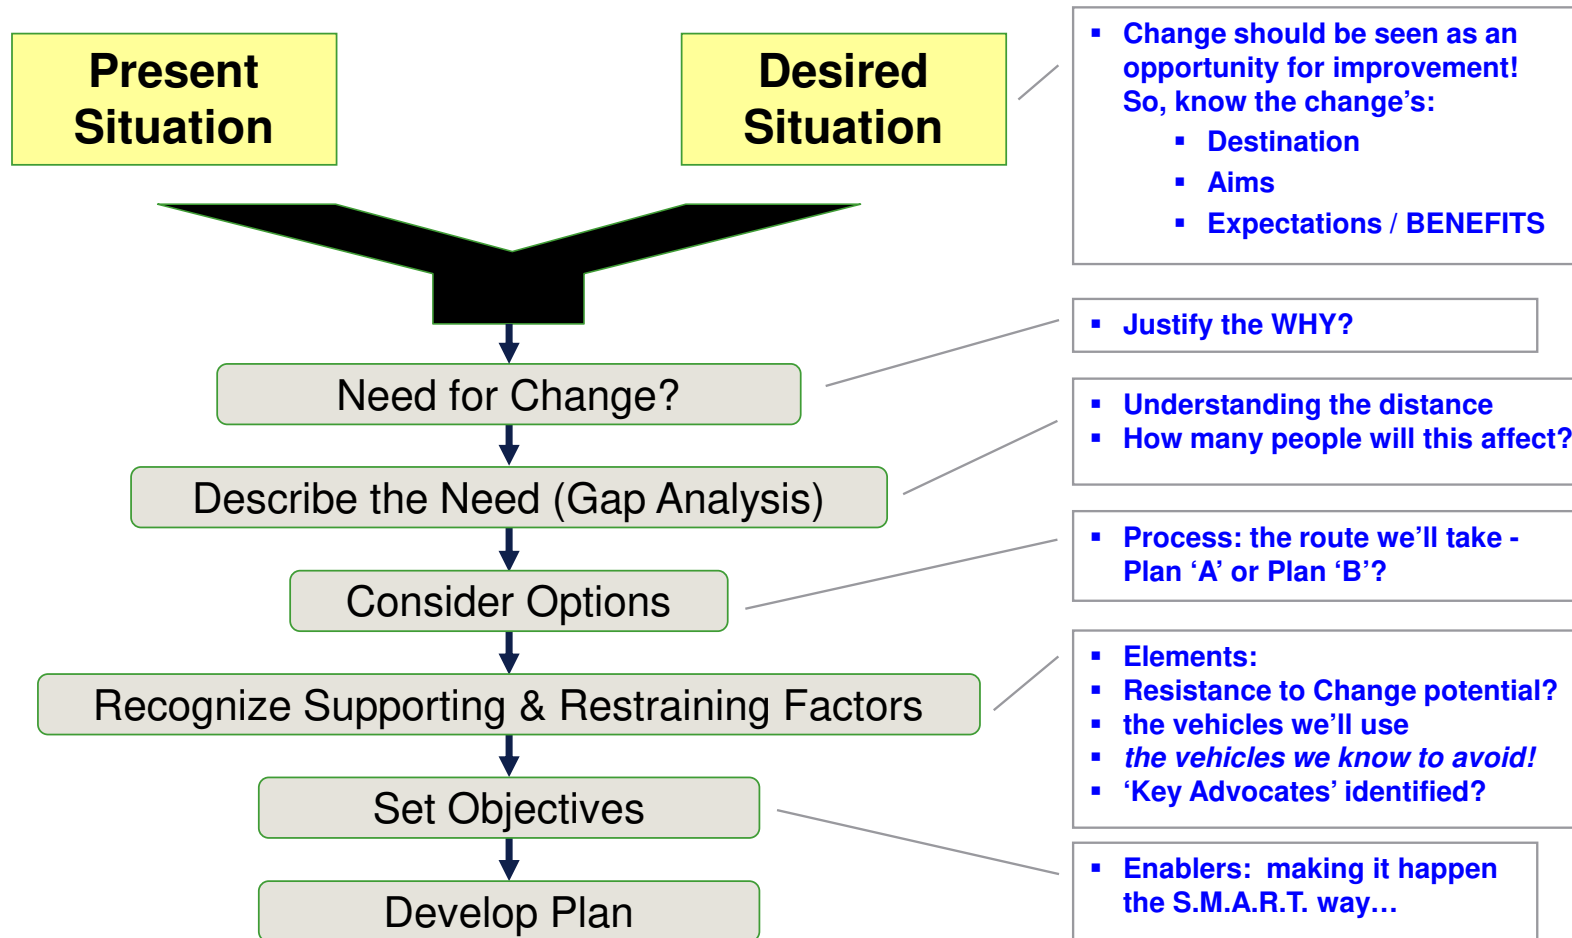 Present
Situation
Desired
Situation
▪ Change should be seen as an
opportunity for improvement!
So, know the change's:
▪ Destination
▪ Aims
▪ Expectations / BENEFITS
Need for Change?
▪ Justify the WHY?
Describe the Need (Gap Analysis)
▪ Understanding the distance
▪ How many people will this affect?
Consider Options
▪ Process: the route we’ll take -
Plan ‘A’ or Plan ‘B’?
Recognize Supporting & Restraining Factors
▪ Elements:
▪ Resistance to Change potential?
▪ the vehicles we’ll use
▪ the vehicles we know to avoid!
▪ ‘Key Advocates’ identified?
Set Objectives
▪ Enablers:  making it happen
the S.M.A.R.T. way…
Develop Plan